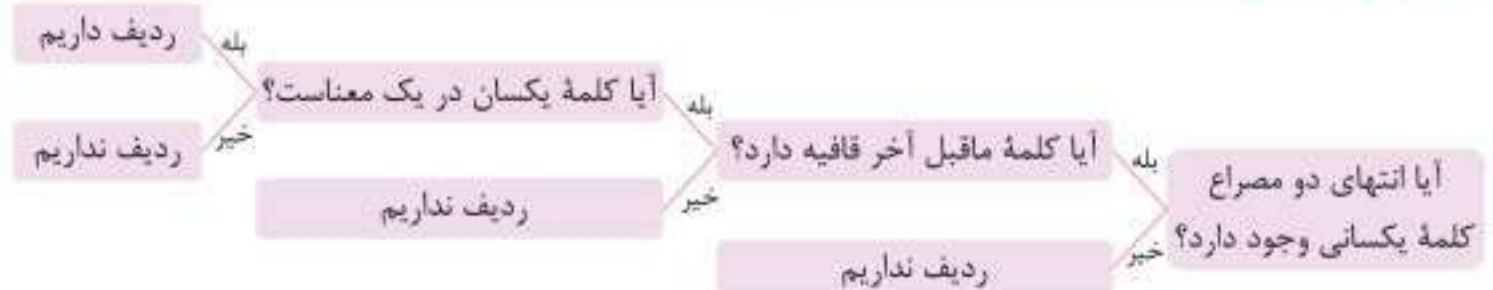 آیا انتهای دو مصراع
کلمهٔ یکسانی وجود دارد؟
بله
خیر
آیا کلمهٔ ماقبل آخر قافیه دارد؟
ردیف نداریم
بله
خیر
آیا کلمهٔ یکسان در یک معناست؟
ردیف نداریم
بله
خیر
ردیف داریم
ردیف نداریم